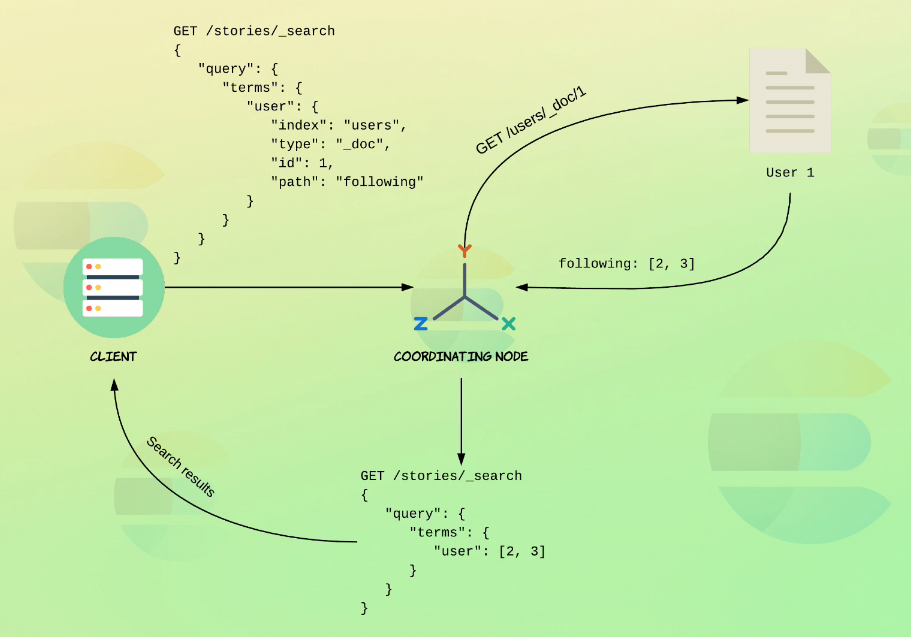 GET /stories/_search
{
   "query": {
      "terms": {
         "user": {
            "index": "users",
            "type": "_doc",
            "id": 1,
            "path": "following"
         }
      }
   }
}
GET /users/_doc/1
User 1
following: [2, 3]
Y
Z
X
CLIENT
COORDINATING NODE
Search results
GET /stories/_search
{
   "query": {
      "terms": {
         "user": [2, 3]
      }
   }
}